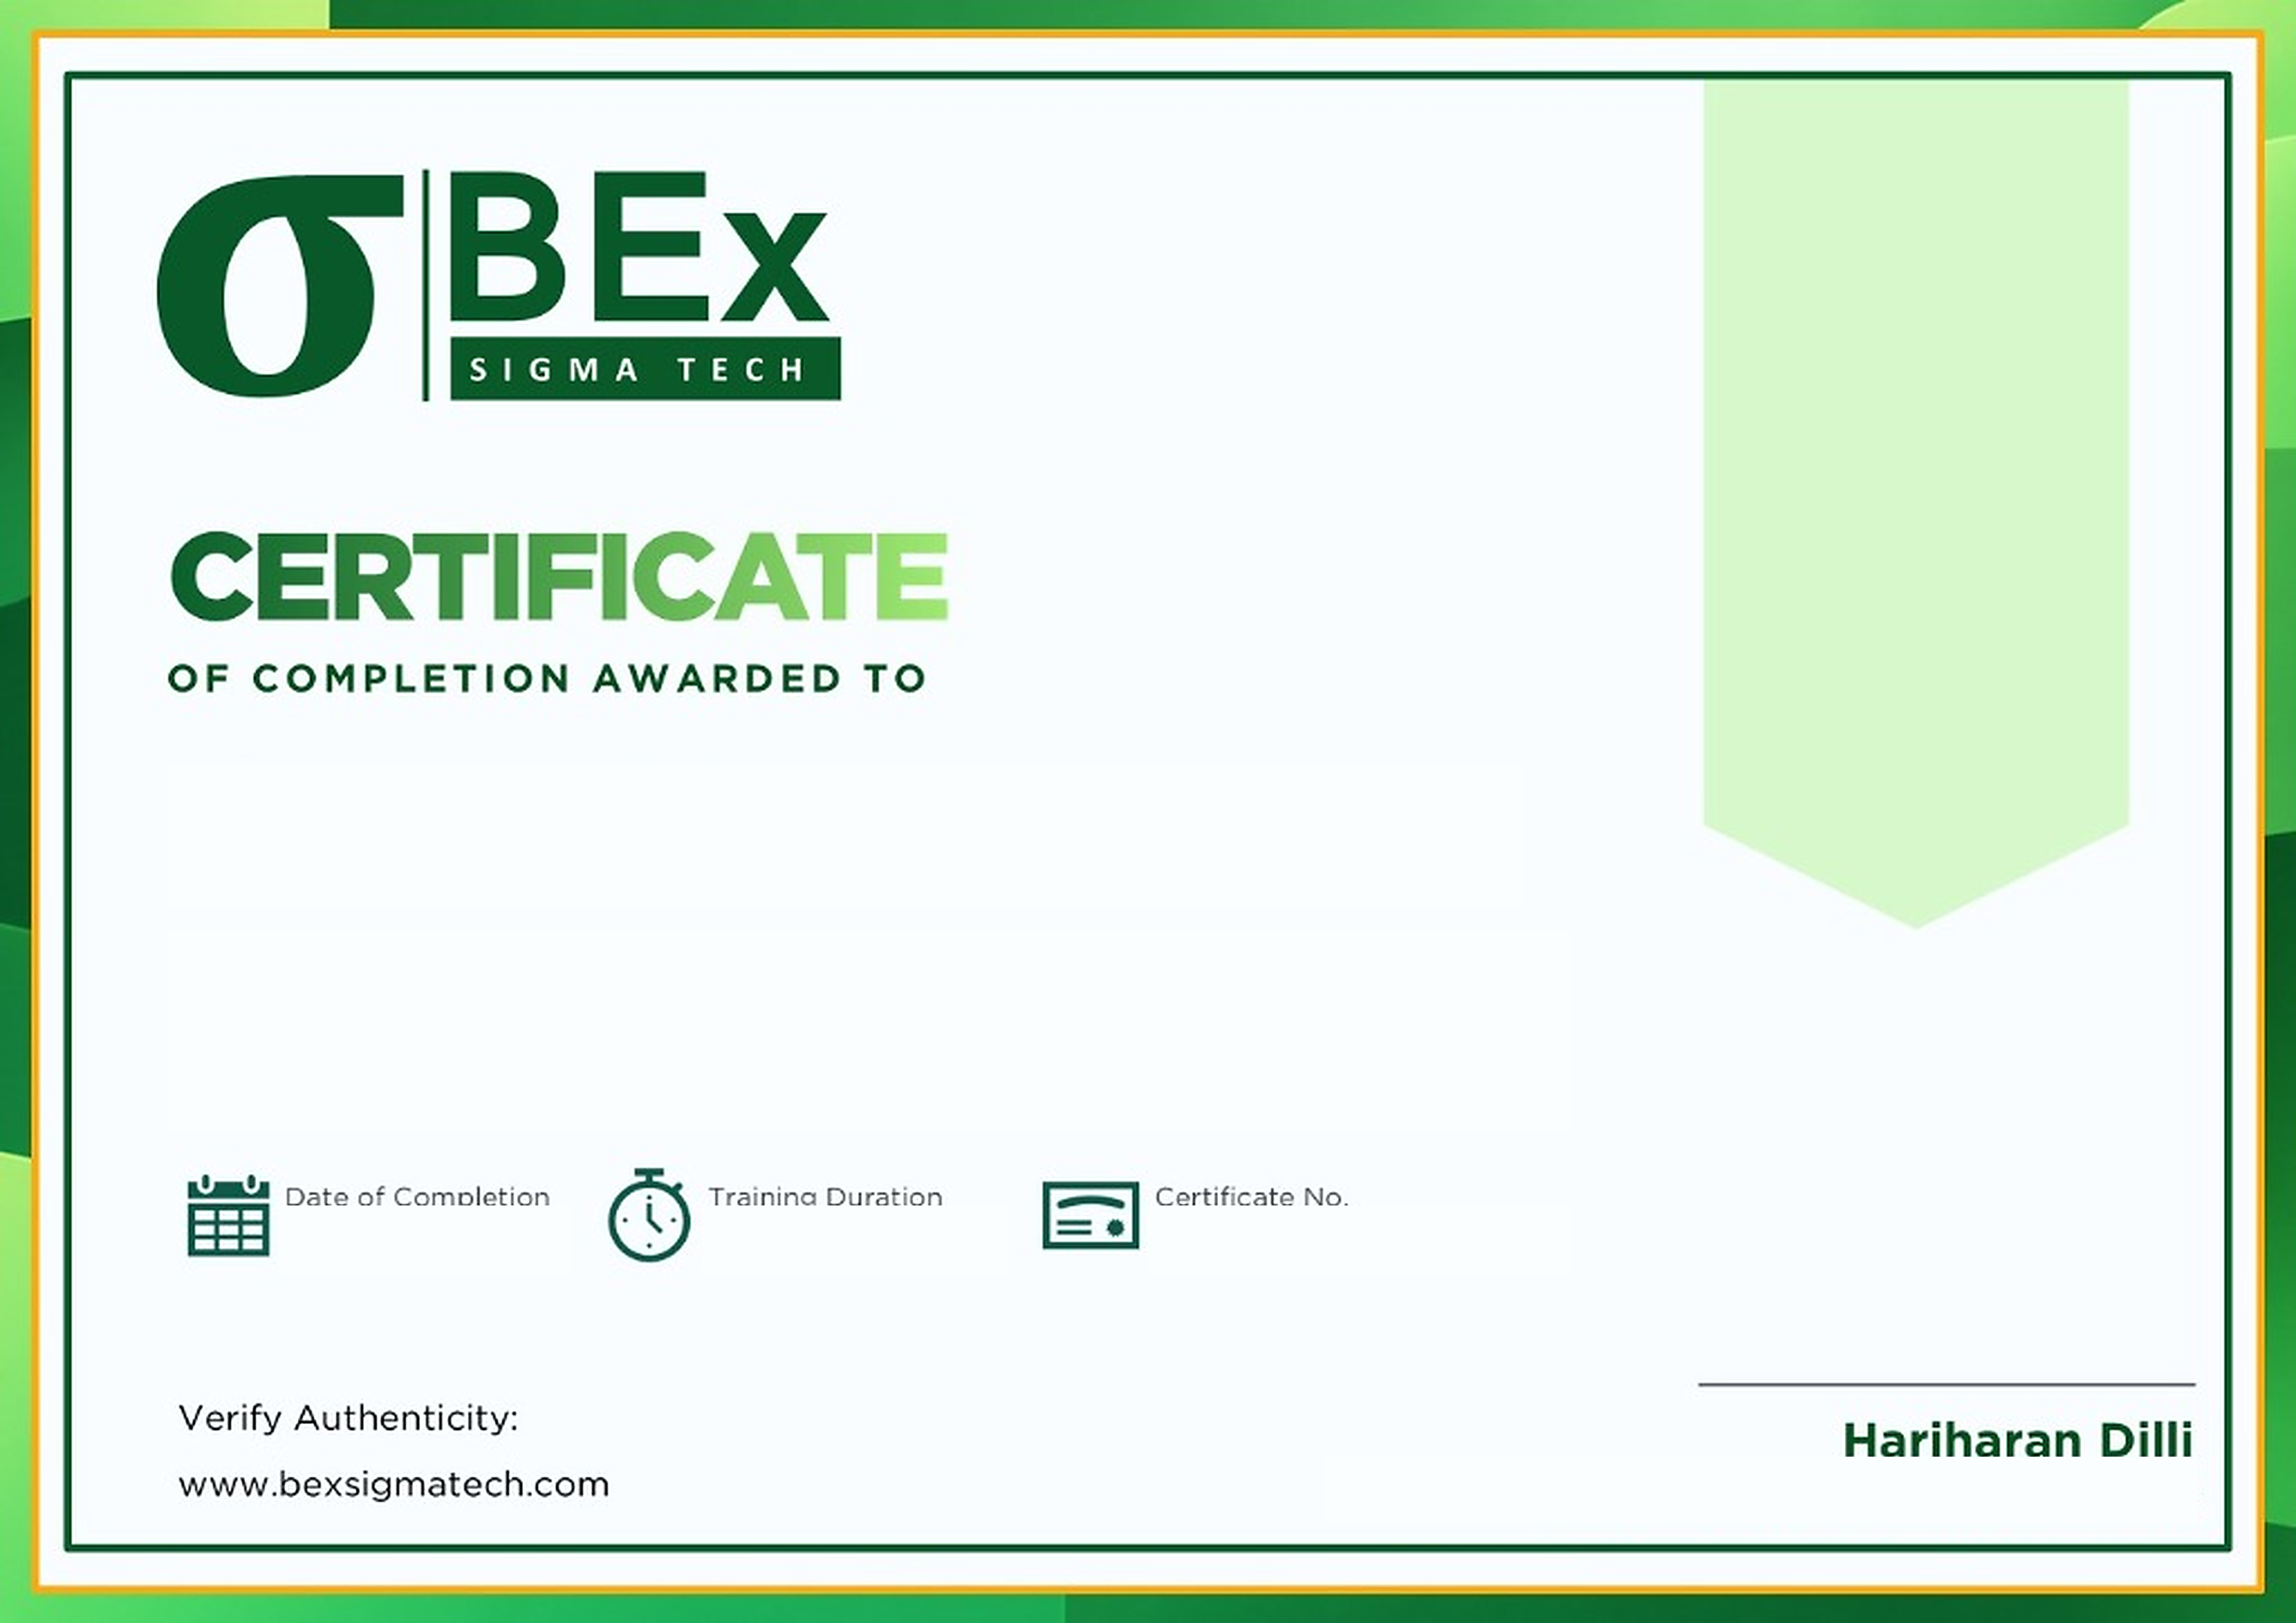 σ BEx
SIGMA TECH
CERTIFICATE
OF COMPLETION AWARDED TO
Date of Completion
Training Duration
Certificate No.
Verify Authenticity:
www.bexsigmatech.com
Hariharan Dilli